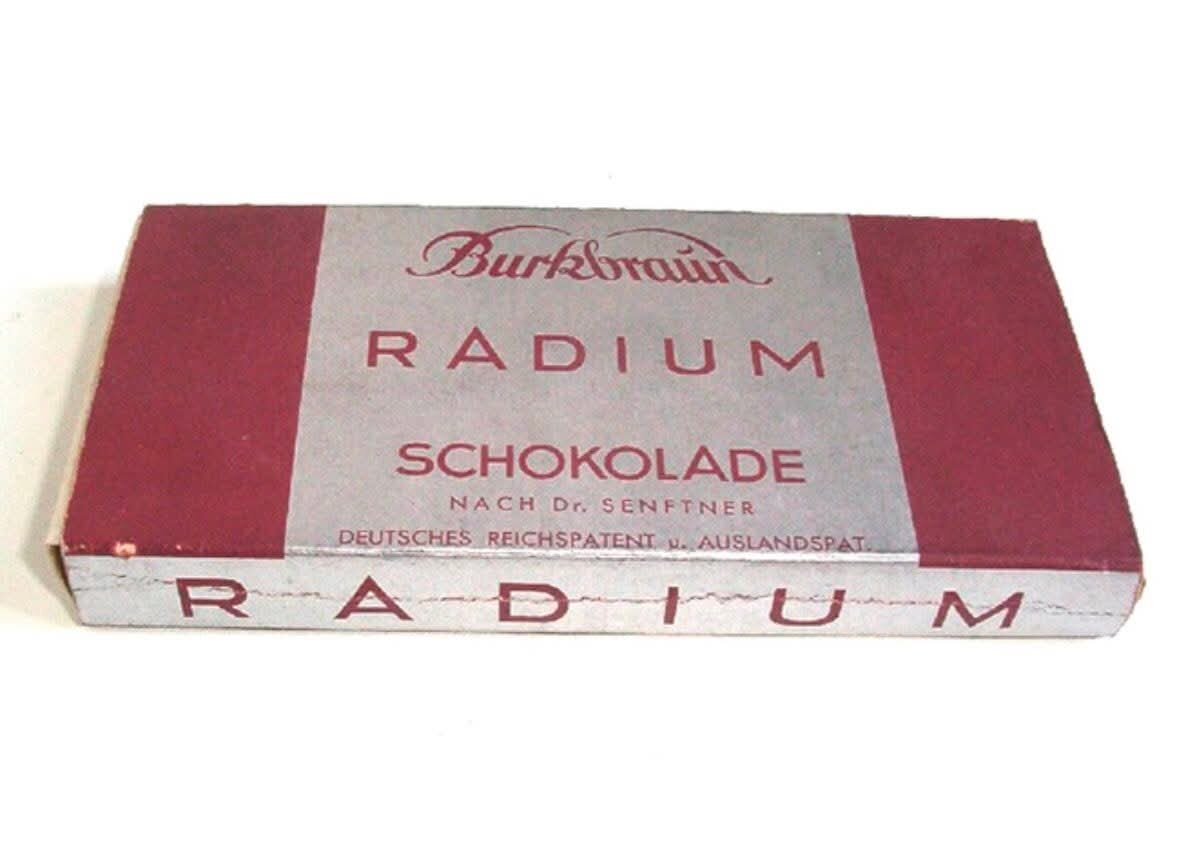 Burkbraun
RADIUM
SCHOKOLADE
NACH Dr. SENFTNER
DEUTSCHES REICHSPATENT u. AUSLANDSPAT.
RADIUM